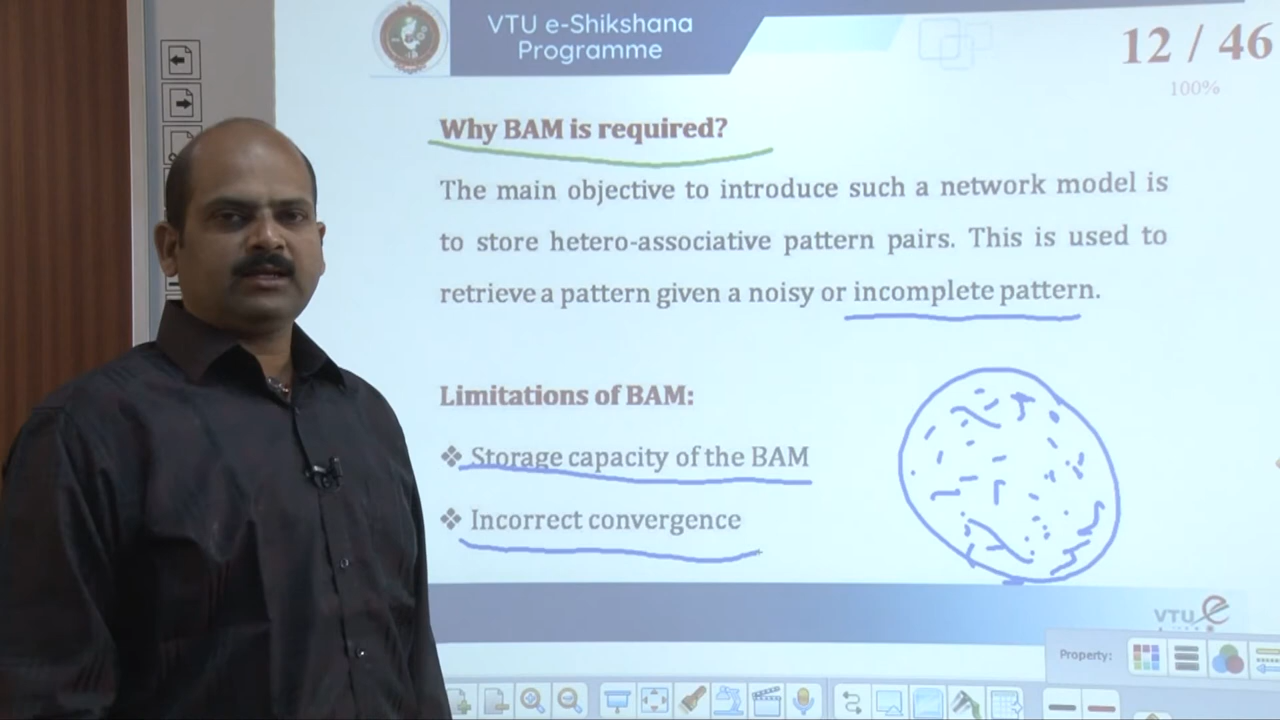 VTU e-Shikshana
Programme
12 / 46
100%
Why BAM is required?
The main objective to introduce such a network model is
to store hetero-associative pattern pairs. This is used to
retrieve a pattern given a noisy or incomplete pattern.
Limitations of BAM:
❖ Storage capacity of the BAM
❖ Incorrect convergence
VTU e
Property: